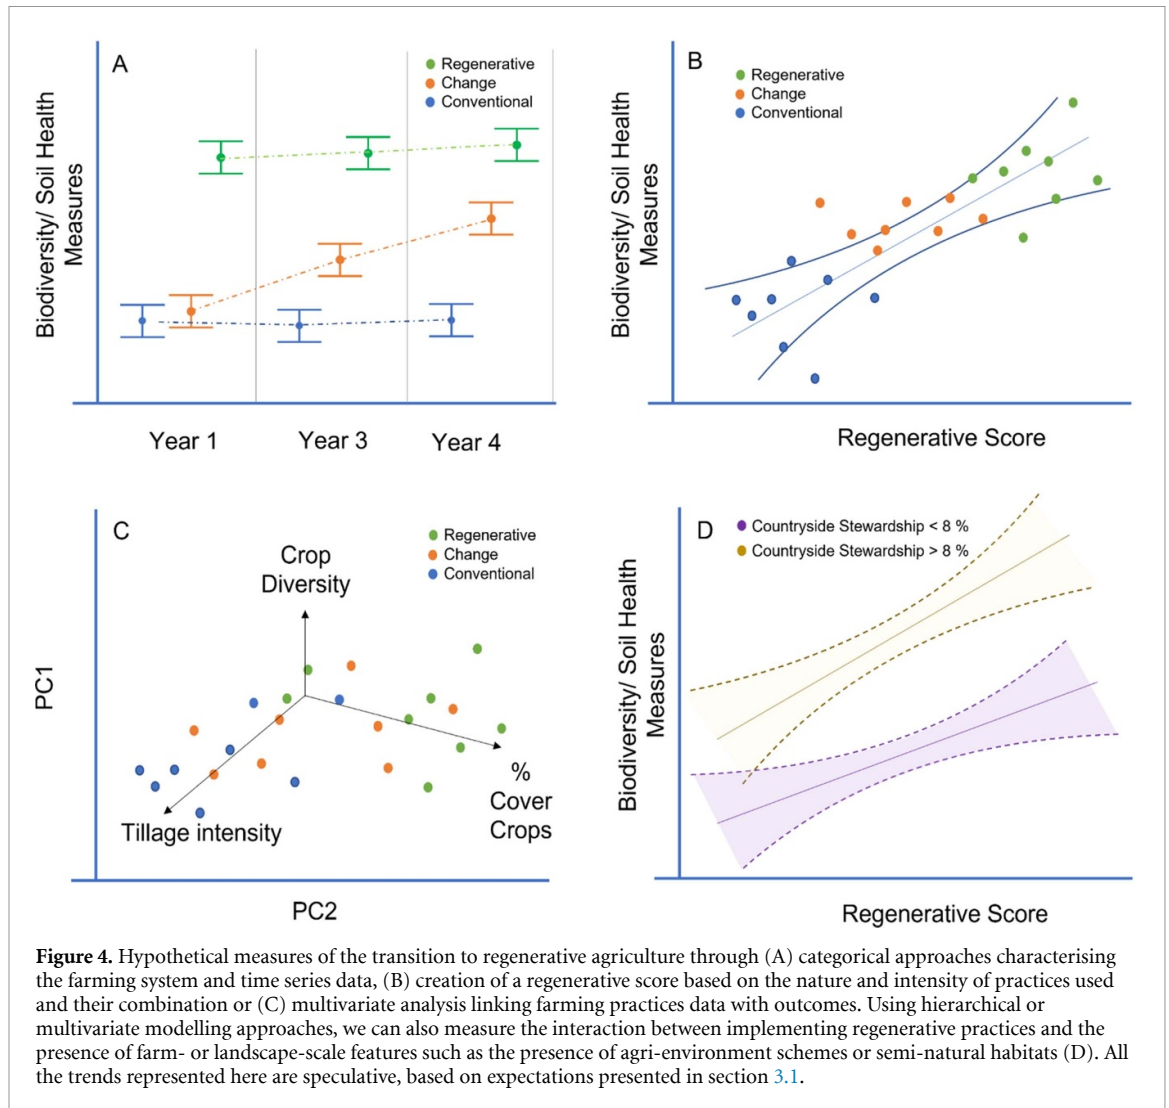 A
Regenerative
Change
Conventional
Biodiversity/ Soil Health
Measures
Year 1
Year 3
Year 4
B
Regenerative
Change
Conventional
Biodiversity/ Soil Health
Measures
Regenerative Score
C
Regenerative
Change
Conventional
Crop
Diversity
PC1
%
Cover
Crops
Tillage intensity
PC2
D
Countryside Stewardship < 8 %
Countryside Stewardship > 8 %
Biodiversity/ Soil Health
Measures
Regenerative Score
Figure 4. Hypothetical measures of the transition to regenerative agriculture through (A) categorical approaches characterising
the farming system and time series data, (B) creation of a regenerative score based on the nature and intensity of practices used
and their combination or (C) multivariate analysis linking farming practices data with outcomes. Using hierarchical or
multivariate modelling approaches, we can also measure the interaction between implementing regenerative practices and the
presence of farm- or landscape-scale features such as the presence of agri-environment schemes or semi-natural habitats (D). All
the trends represented here are speculative, based on expectations presented in section 3.1.